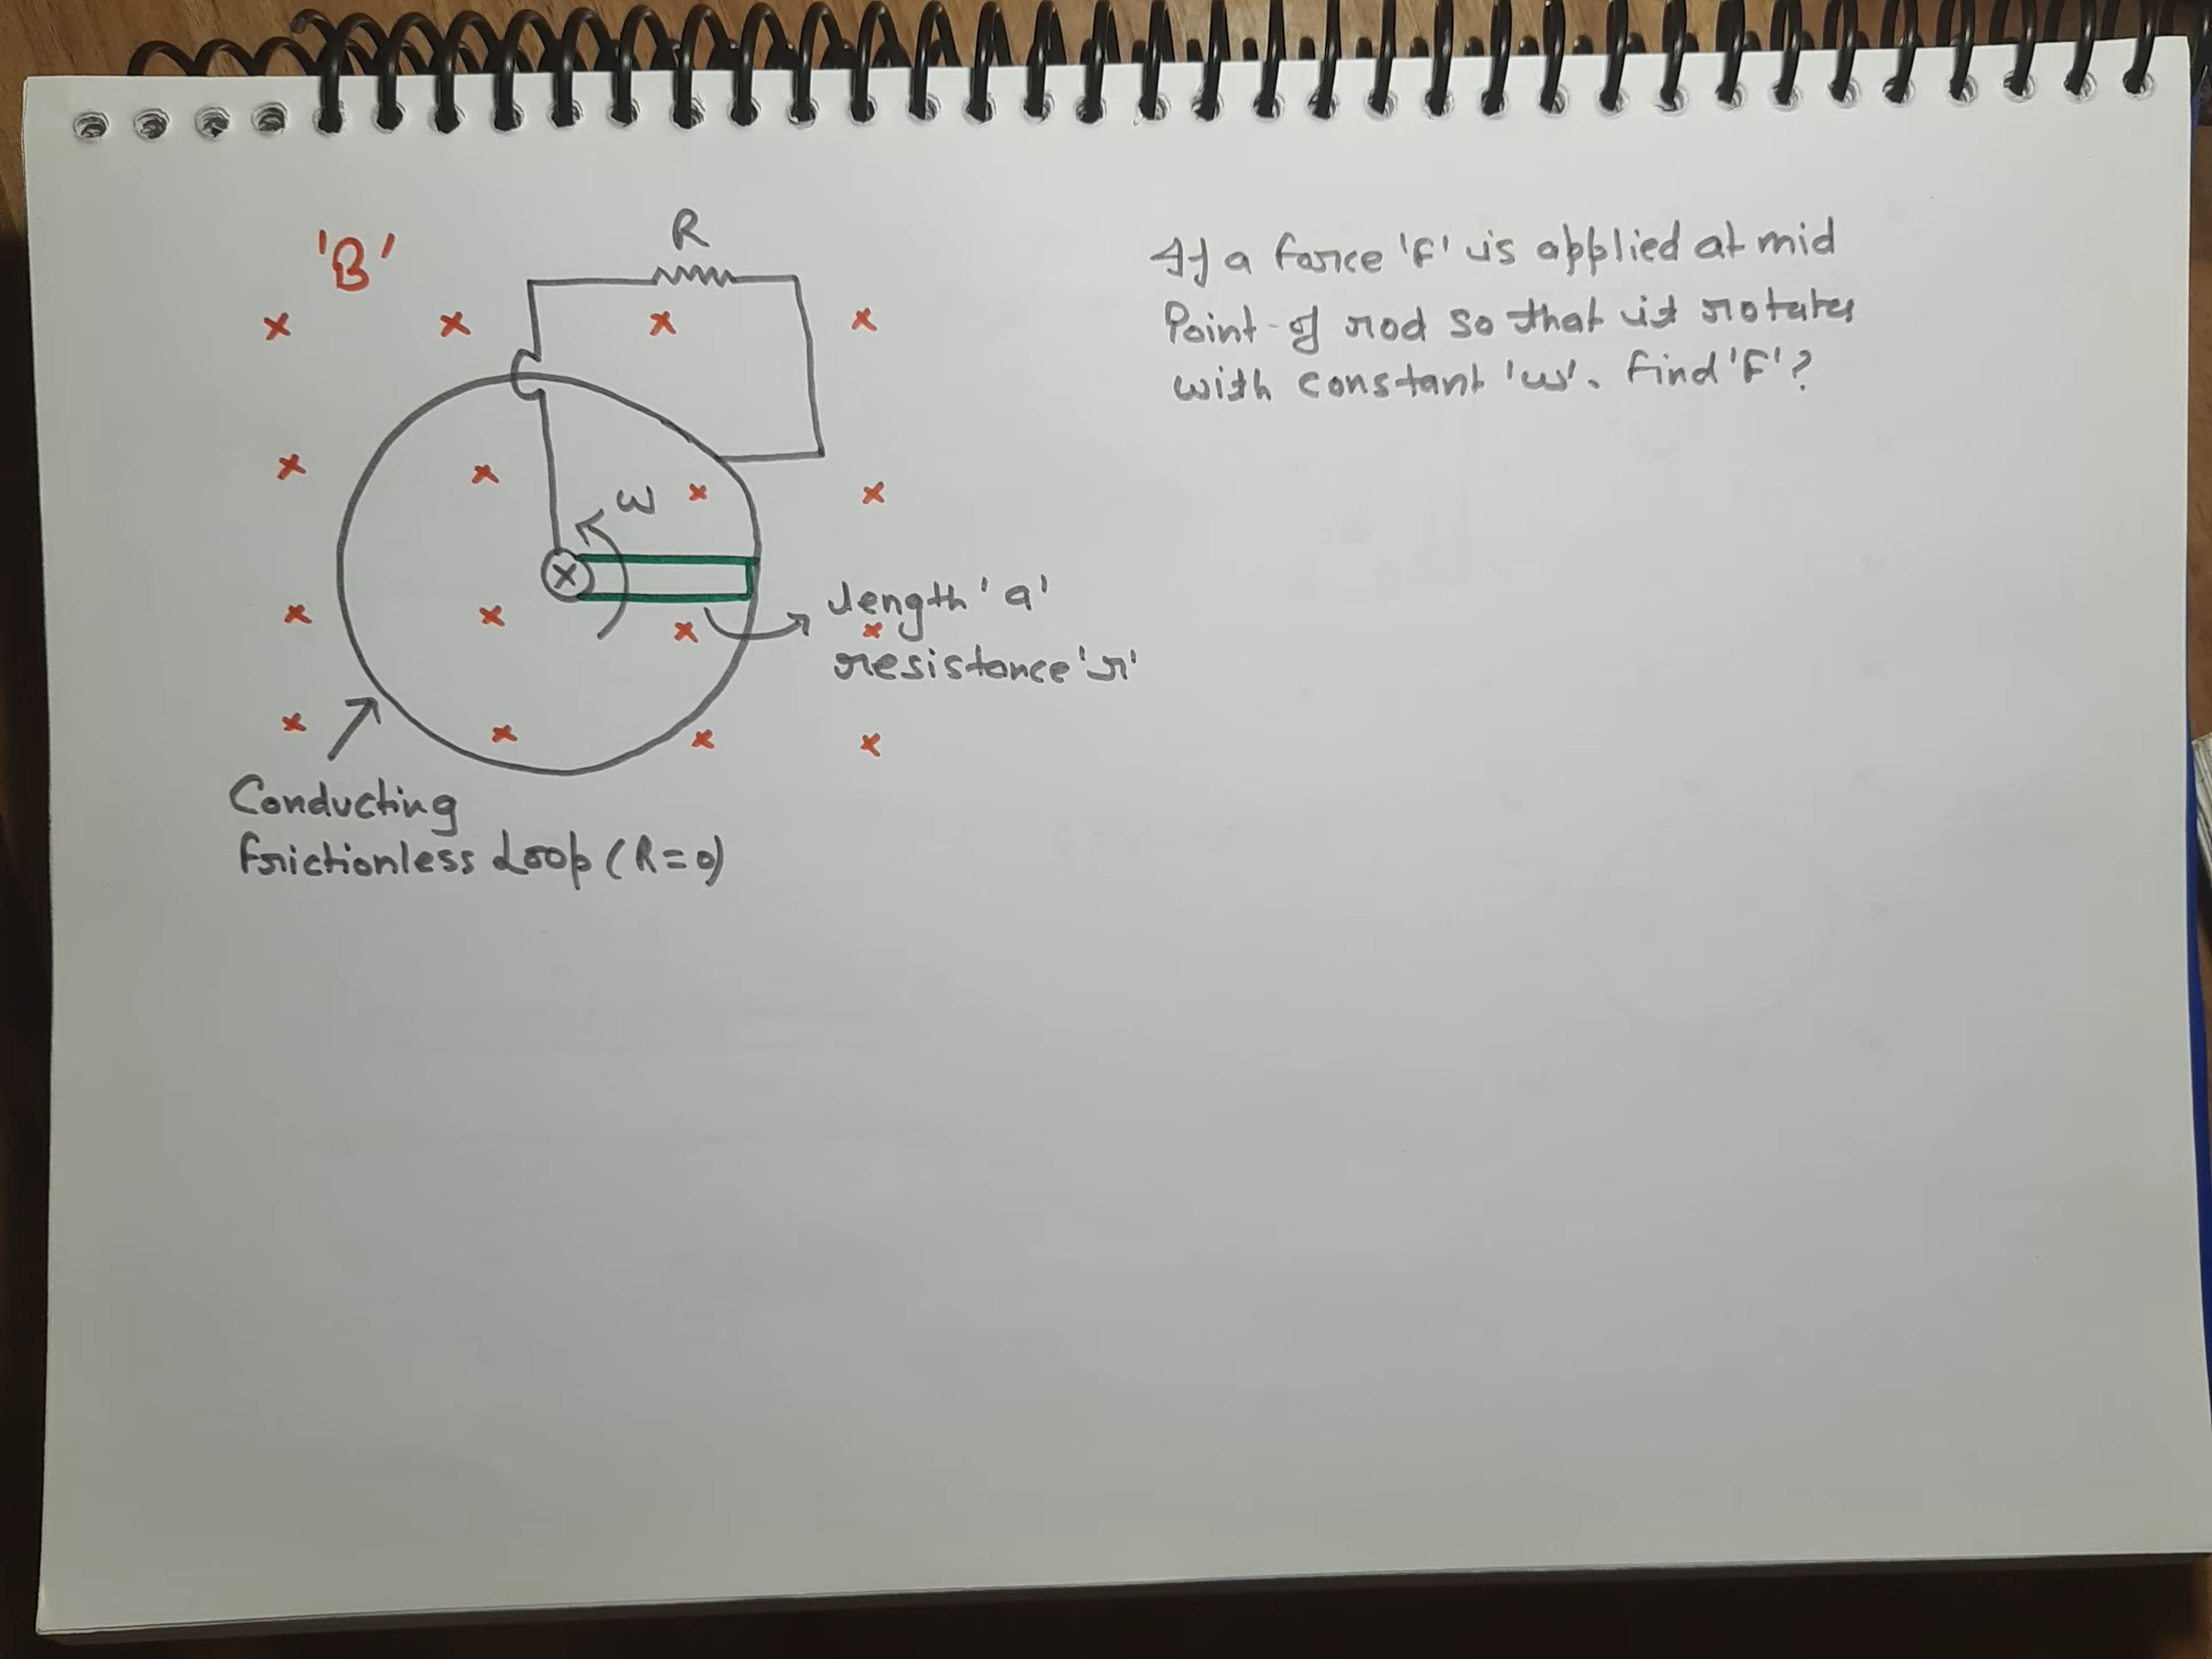 'B'
R
If a force 'F' is applied at mid
Point of rod so that it rotates
with constant 'ω'. Find 'F'?
ω
length 'a'
resistance 'r'
Conducting
frictionless Loop (R=0)